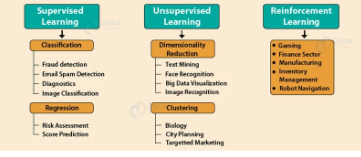 Supervised
Learning
Classification
Fraud detection
Email Spam Detection
Diagnostics
Image Classification
Regression
Risk Assessment
Score Prediction
Unsupervised
Learning
Dimensionality
Reduction
Text Mining
Face Recognition
Big Data Visualization
Image Recognition
Clustering
Biology
City Planning
Targetted Marketing
Reinforcement
Learning
Gaming
Finance Sector
Manufacturing
Inventory
Management
Robot Navigation